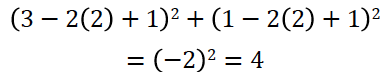 (3 − 2(2) + 1)² + (1 − 2(2) + 1)²
= (−2)² = 4